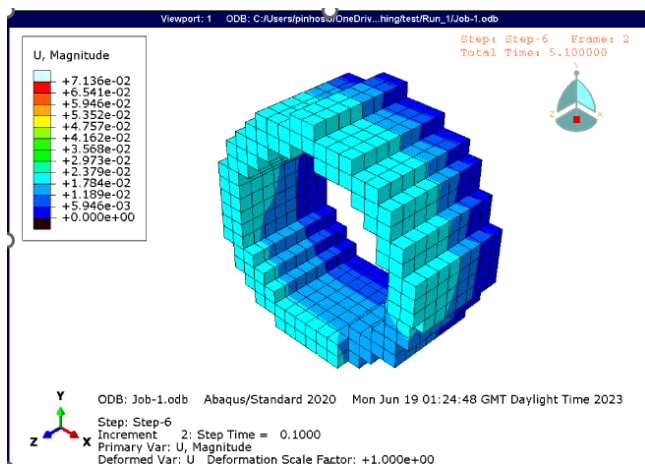 Viewport: 1 ODB: C:/Users/pinhosl/OneDriv...hing/test/Run_1/Job-1.odb
Step: Step-6 Frame: 2
Total Time: 5.100000
U, Magnitude
+7.136e-02
+6.541e-02
+5.946e-02
+5.352e-02
+4.757e-02
+4.162e-02
+3.568e-02
+2.973e-02
+2.379e-02
+1.784e-02
+1.189e-02
+5.946e-03
+0.000e+00
Y
Z
X
Y
Z
X
ODB: Job-1.odb Abaqus/Standard 2020 Mon Jun 19 01:24:48 GMT Daylight Time 2023
Step: Step-6
Increment 2: Step Time = 0.1000
Primary Var: U, Magnitude
Deformed Var: U Deformation Scale Factor: +1.000e+00